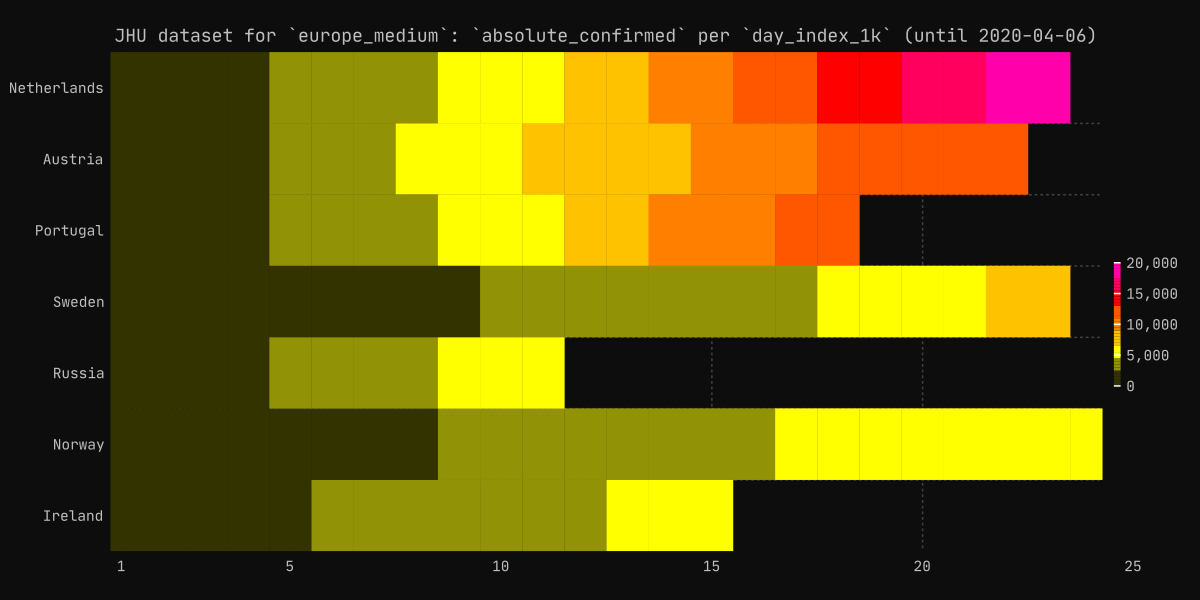 JHU dataset for `europe_medium`: `absolute_confirmed` per `day_index_1k` (until 2020-04-06)
Netherlands
Austria
Portugal
Sweden
Russia
Norway
Ireland
20,000
15,000
10,000
5,000
0
1 5 10 15 20 25